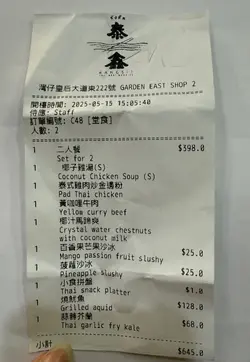 Cafe
泰
鑫
灣仔皇后大道東222號 GARDEN EAST SHOP 2
開檯時間: 2025-05-15 15:05:40
侍應: Staff
訂單編號: C48 [堂食]
人數: 2
1 二人餐 $398.0
Set for 2
1 椰子雞湯(S)
Coconut Chicken Soup (S)
1 泰式雞肉炒金邊粉
Pad Thai chicken
1 黃咖喱牛肉
Yellow curry beef
1 椰汁馬蹄爽
Crystal water chestnuts
with coconut milk
1 百香果芒果沙冰 $25.0
Mango passion fruit slushy
1 菠蘿沙冰 $25.0
Pineapple slushy
1 小食拼盤 $1.0
Thai snack platter
1 燒魷魚 $128.0
Grilled squid
1 蒜蓉芥蘭 $68.0
Thai garlic fry kale
小計 $645.0